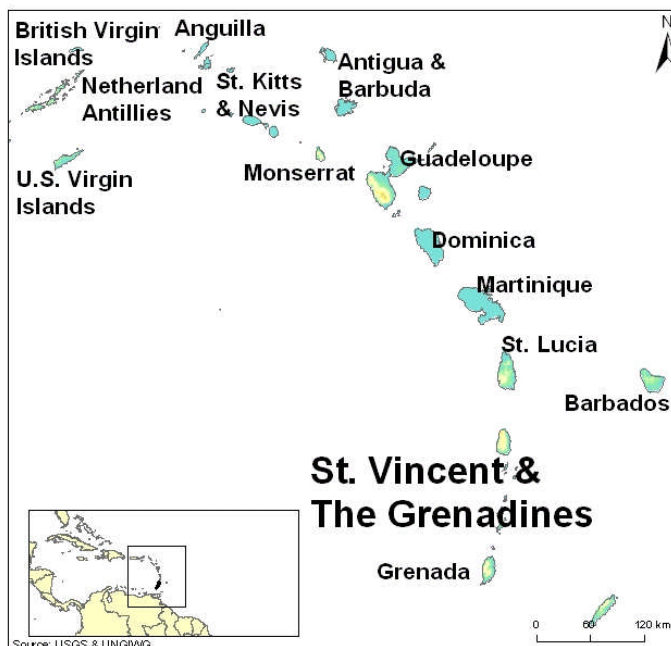 British Virgin
Islands
Anguilla
N
Antigua &
Barbuda
Netherland
Antillies
St. Kitts
& Nevis
Monserrat
Guadeloupe
U.S. Virgin
Islands
Dominica
Martinique
St. Lucia
Barbados
St. Vincent &
The Grenadines
Grenada
0 60 120 km
Source: USGS & UNGIWG